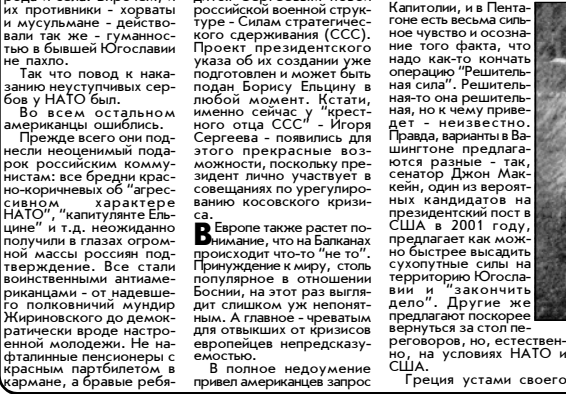 их противники - хорваты
и мусульмане - действо-
вали так же - гуманнос-
тью в бывшей Югославии
не пахло.
Так что повод к нака-
занию неуступчивых сер-
бов у НАТО был.
Во всем остальном
американцы ошиблись.
Прежде всего они под-
несли неоценимый пода-
рок российским комму-
нистам: все бредни крас-
но-коричневых об "агрес-
сивном характере
НАТО", "капитулянте Ель-
цине" и т.д. неожиданно
получили в глазах огром-
ной массы россиян под-
тверждение. Все стали
воинственными антиаме-
риканцами - от надевше-
го полковничий мундир
Жириновского до демок-
ратически вроде настро-
енной молодежи. Не на-
фталинные пенсионеры с
красным партбилетом в
кармане, а бравые ребя-
российской военной струк-
туре - Силам стратегичес-
кого сдерживания (ССС).
Проект президентского
указа об их создании уже
подготовлен и может быть
подан Борису Ельцину в
любой момент. Кстати,
именно сейчас у "крест-
ного отца ССС" - Игоря
Сергеева - появились для
этого прекрасные воз-
можности, поскольку пре-
зидент лично участвует в
совещаниях по урегулиро-
ванию косовского кризи-
са.
В Европе также растет по-
нимание, что на Балканах
происходит что-то "не то".
Принуждение к миру, столь
популярное в отношении
Боснии, на этот раз выгля-
дит слишком уж непонят-
ным. А главное - чреватым
для отвыкших от кризисов
европейцев непредсказу-
емостью.
В полное недоумение
привел американцев запрос
Капитолии, и в Пента-
гоне есть весьма силь-
ное чувство и осозна-
ние того факта, что
надо как-то кончать
операцию "Решитель-
ная сила". Решитель-
ная-то она решитель-
ная, но к чему приве-
дет - неизвестно.
Правда, варианты в Ва-
шингтоне предлага-
ются разные - так,
сенатор Джон Мак-
кейн, один из вероят-
ных кандидатов на
президентский пост в
США в 2001 году,
предлагает как мож-
но быстрее высадить
сухопутные силы на
территорию Югосла-
вии и "закончить
дело". Другие же
предлагают поскорее
вернуться за стол пе-
реговоров, но, естествен-
но, на условиях НАТО и
США.
Греция устами своего